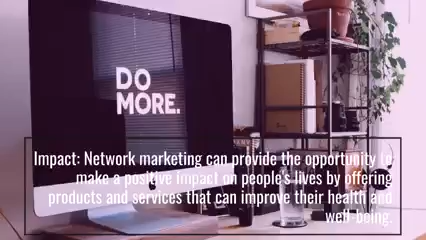 DO
MORE.
Impact: Network marketing can provide the opportunity to
make a positive impact on people's lives by offering
products and services that can improve their health and
well-being.